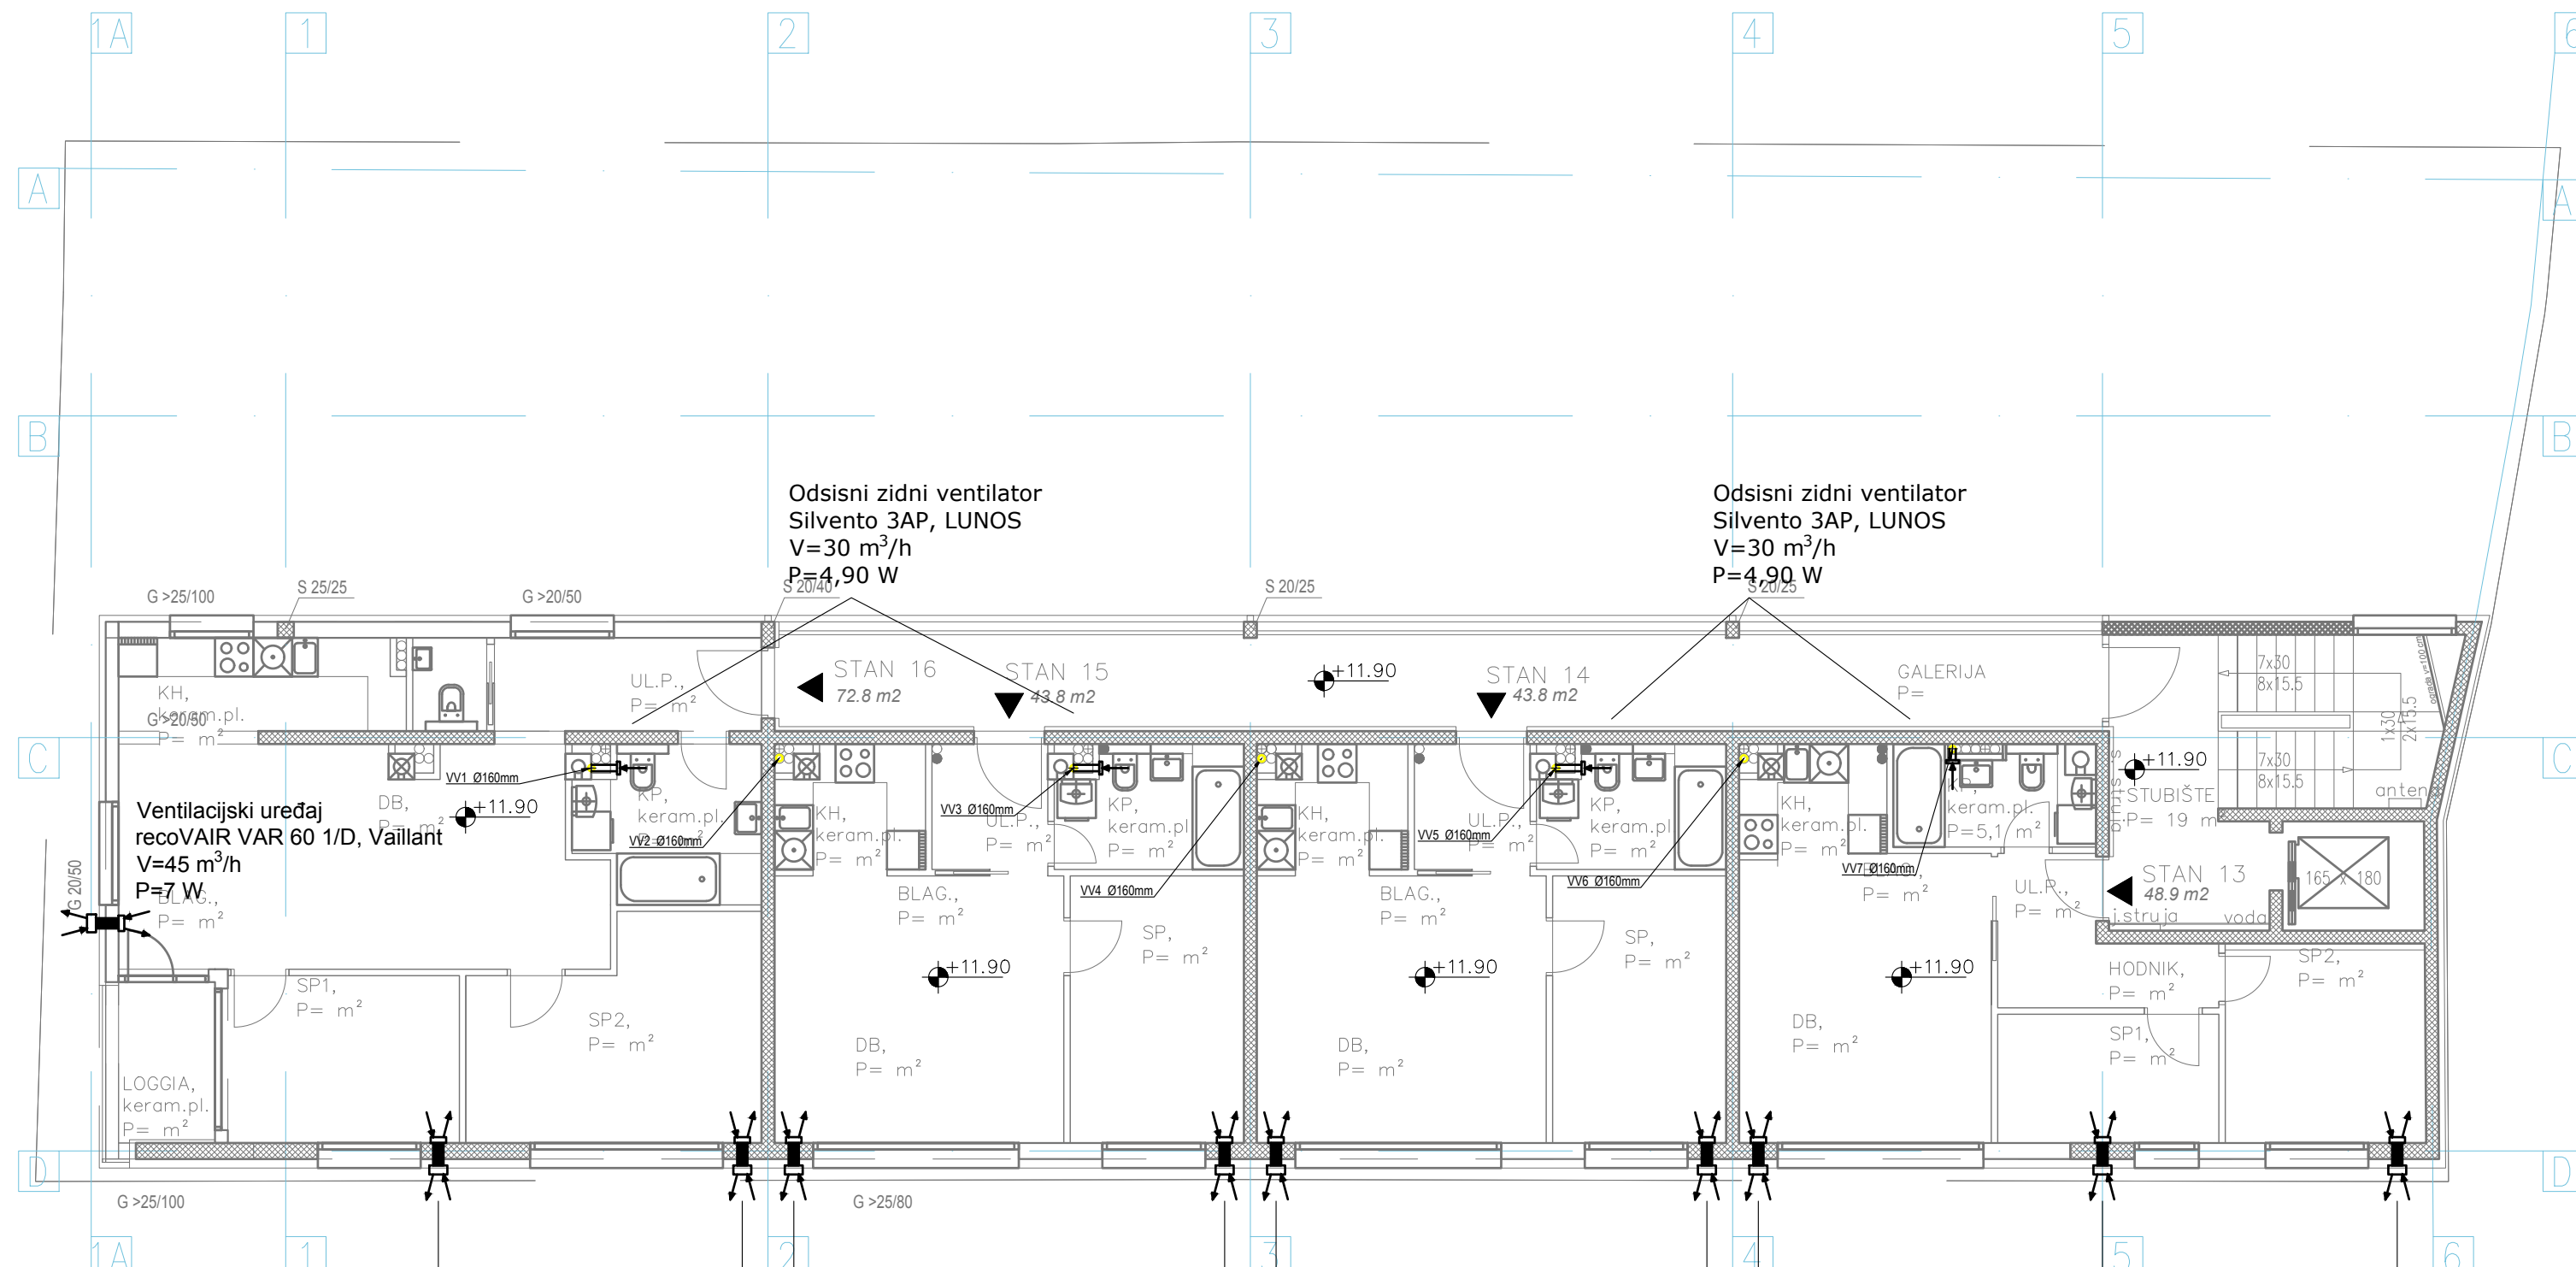 1A
1
2
3
4
5
6
A
A
B
B
Odsisni zidni ventilator
Silvento 3AP, LUNOS
V=30 m³/h
P=4,90 W
Odsisni zidni ventilator
Silvento 3AP, LUNOS
V=30 m³/h
P=4,90 W
G >25/100
S 25/25
G >20/50
S 20/40
S 20/25
S 20/25
STAN 16
72.8 m2
STAN 15
43.8 m2
+11.90
STAN 14
43.8 m2
GALERIJA
P=
UL.P.,
P= m²
KH,
keram.pl.
P= m²
G >20/50
7x30
8x15.5
1x30
2x15.5
7x30
8x15.5
ograda v=100 cm
C
C
VV1 Ø160mm
DB,
P= m²
+11.90
KP,
keram.pl.
VV2 Ø160mm
Ventilacijski uređaj
recoVAIR VAR 60 1/D, Vaillant
V=45 m³/h
P=7 W
G 20/50
BLAG.,
P= m²
KH,
keram.pl.
P= m²
VV3 Ø160mm
UL.P.,
P= m²
KP,
keram.pl
P= m²
VV4 Ø160mm
BLAG.,
P= m²
KH,
keram.pl.
P= m²
VV5 Ø160mm
UL.P.,
P= m²
KP,
keram.pl.
P= m²
VV6 Ø160mm
BLAG.,
P= m²
KH,
keram.pl.
P= m²
KP,
keram.pl.
P=5,1 m²
VV7 Ø160mm
P= m²
UL.P.,
P= m²
s.struja
+11.90
STUBIŠTE
P= 19 m
anten
STAN 13
48.9 m2
j.struja
voda
165 x 180
SP1,
P= m²
SP2,
P= m²
+11.90
SP,
P= m²
DB,
P= m²
+11.90
SP,
P= m²
DB,
P= m²
+11.90
DB,
P= m²
HODNIK,
P= m²
SP1,
P= m²
SP2,
P= m²
LOGGIA,
keram.pl.
P= m²
D
D
G >25/100
G >25/80
1A
1
2
3
4
5
6